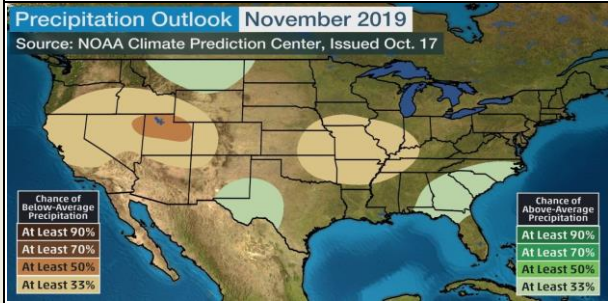 Precipitation Outlook November 2019
Source: NOAA Climate Prediction Center, Issued Oct. 17
Chance of
Below-Average
Precipitation
At Least 90%
At Least 70%
At Least 50%
At Least 33%
Chance of
Above-Average
Precipitation
At Least 90%
At Least 70%
At Least 50%
At Least 33%